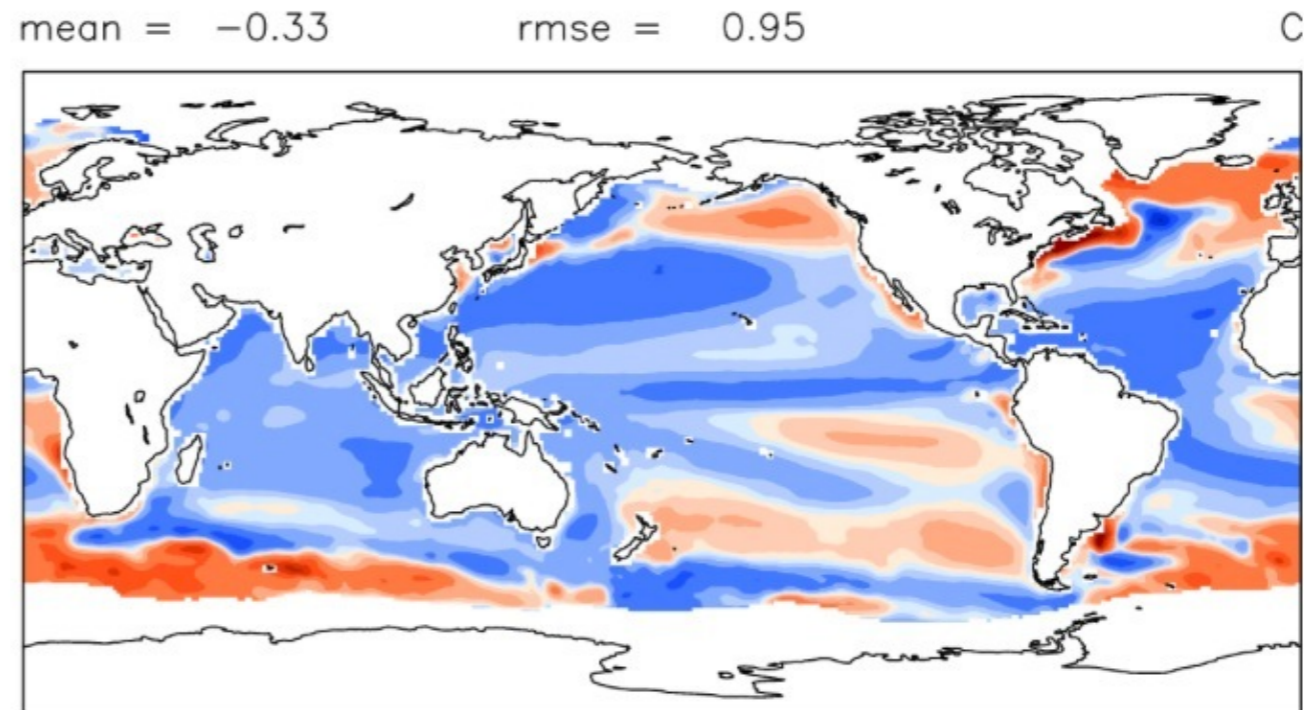 mean = −0.33 rmse = 0.95 C